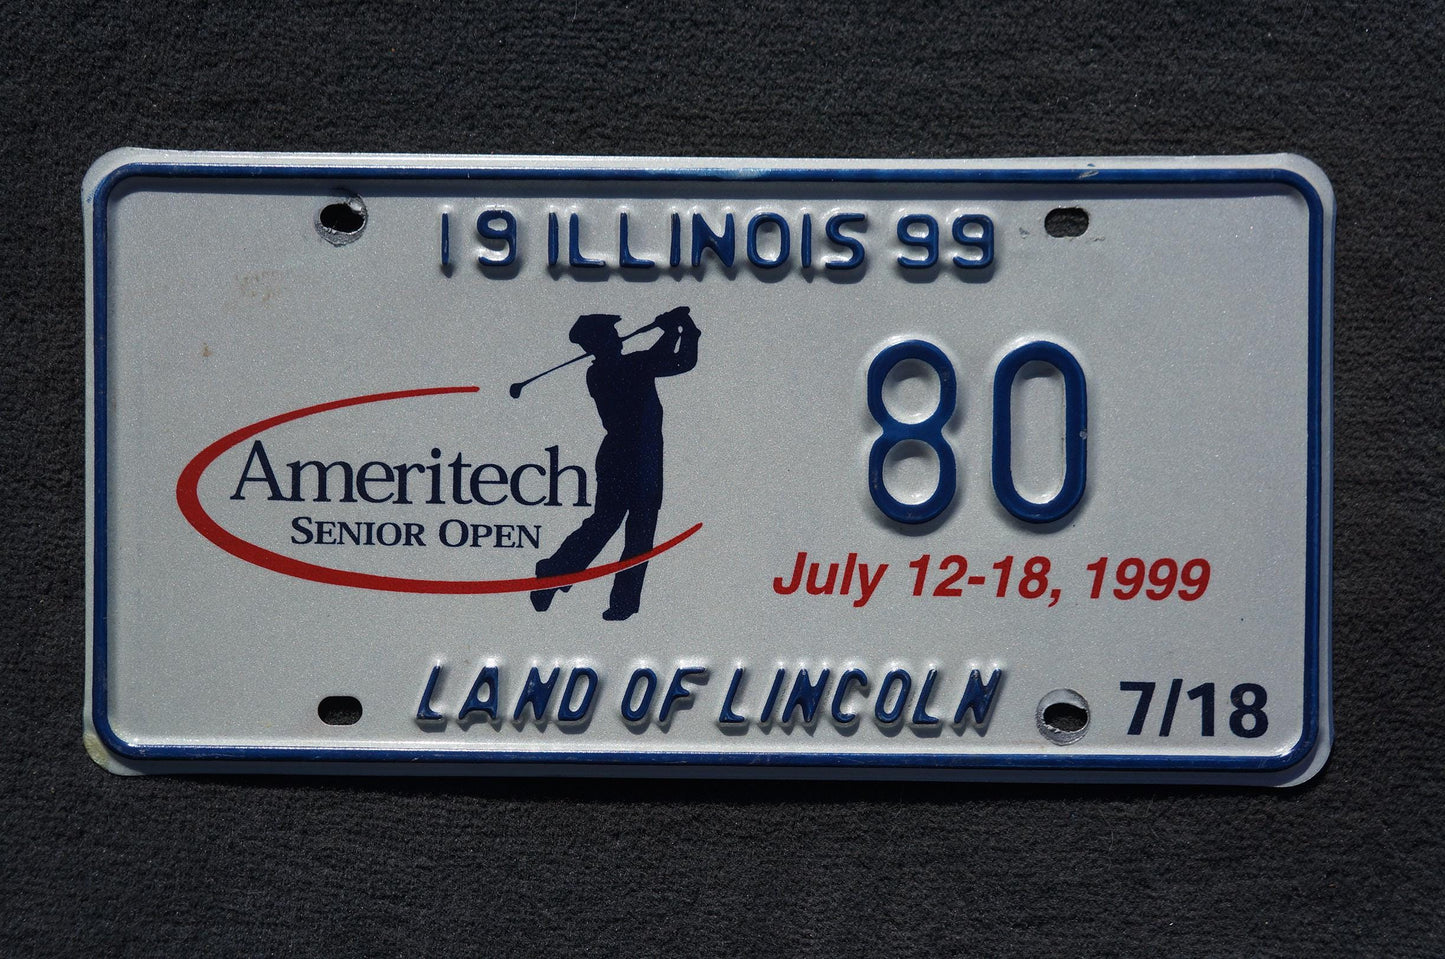 19 ILLINOIS 99
80
Ameritech
SENIOR OPEN
July 12-18, 1999
LAND OF LINCOLN
7/18